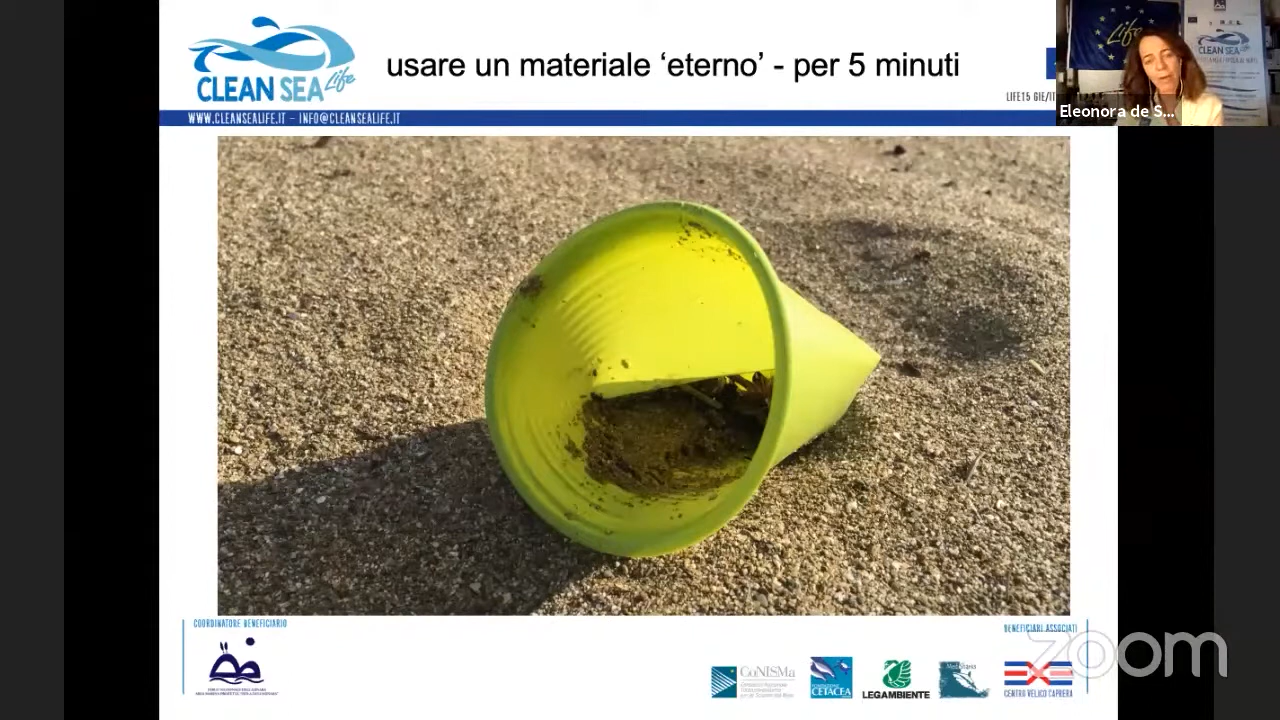 CLEAN SEA Life
usare un materiale ‘eterno’ - per 5 minuti
LIFE15 GIE/IT
WWW.CLEANSEALIFE.IT – INFO@CLEANSEALIFE.IT
Life
CLEAN SEA
Eleonora de S...
COORDINATORE BENEFICIARIO
BENEFICIARI ASSOCIATI
CoNISMa
CETACEA
LEGAMBIENTE
CENTRO VELICO CAPRERA
zoom